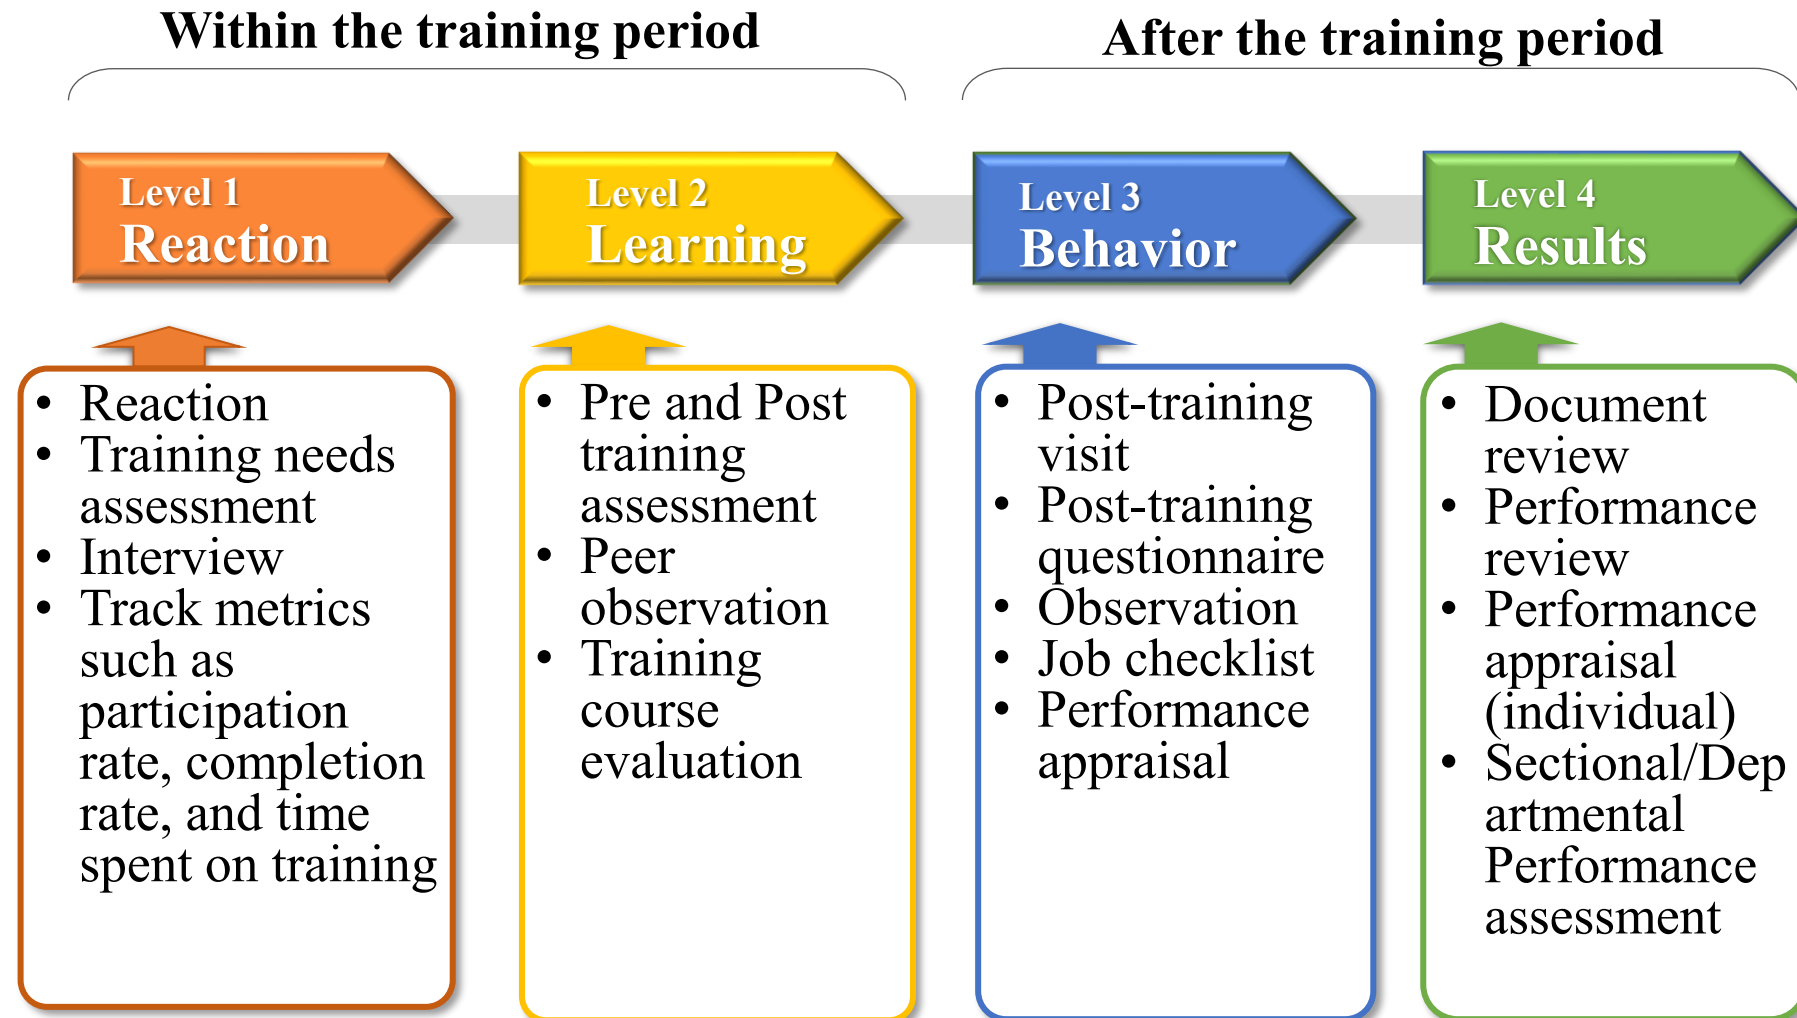 Within the training period
After the training period
Level 1
Reaction
Level 2
Learning
Level 3
Behavior
Level 4
Results
• Reaction
• Training needs
assessment
• Interview
• Track metrics
such as
participation
rate, completion
rate, and time
spent on training
• Pre and Post
training
assessment
• Peer
observation
• Training
course
evaluation
• Post-training
visit
• Post-training
questionnaire
• Observation
• Job checklist
• Performance
appraisal
• Document
review
• Performance
review
• Performance
appraisal
(individual)
• Sectional/Dep
artmental
Performance
assessment